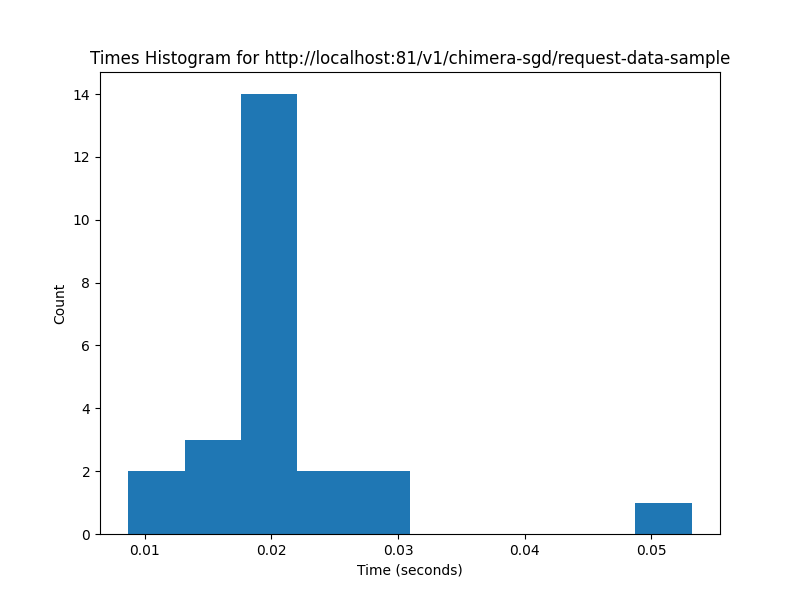 Times Histogram for http://localhost:81/v1/chimera-sgd/request-data-sample
14
12
10
8
6
4
2
0
Count
0.01 0.02 0.03 0.04 0.05
Time (seconds)